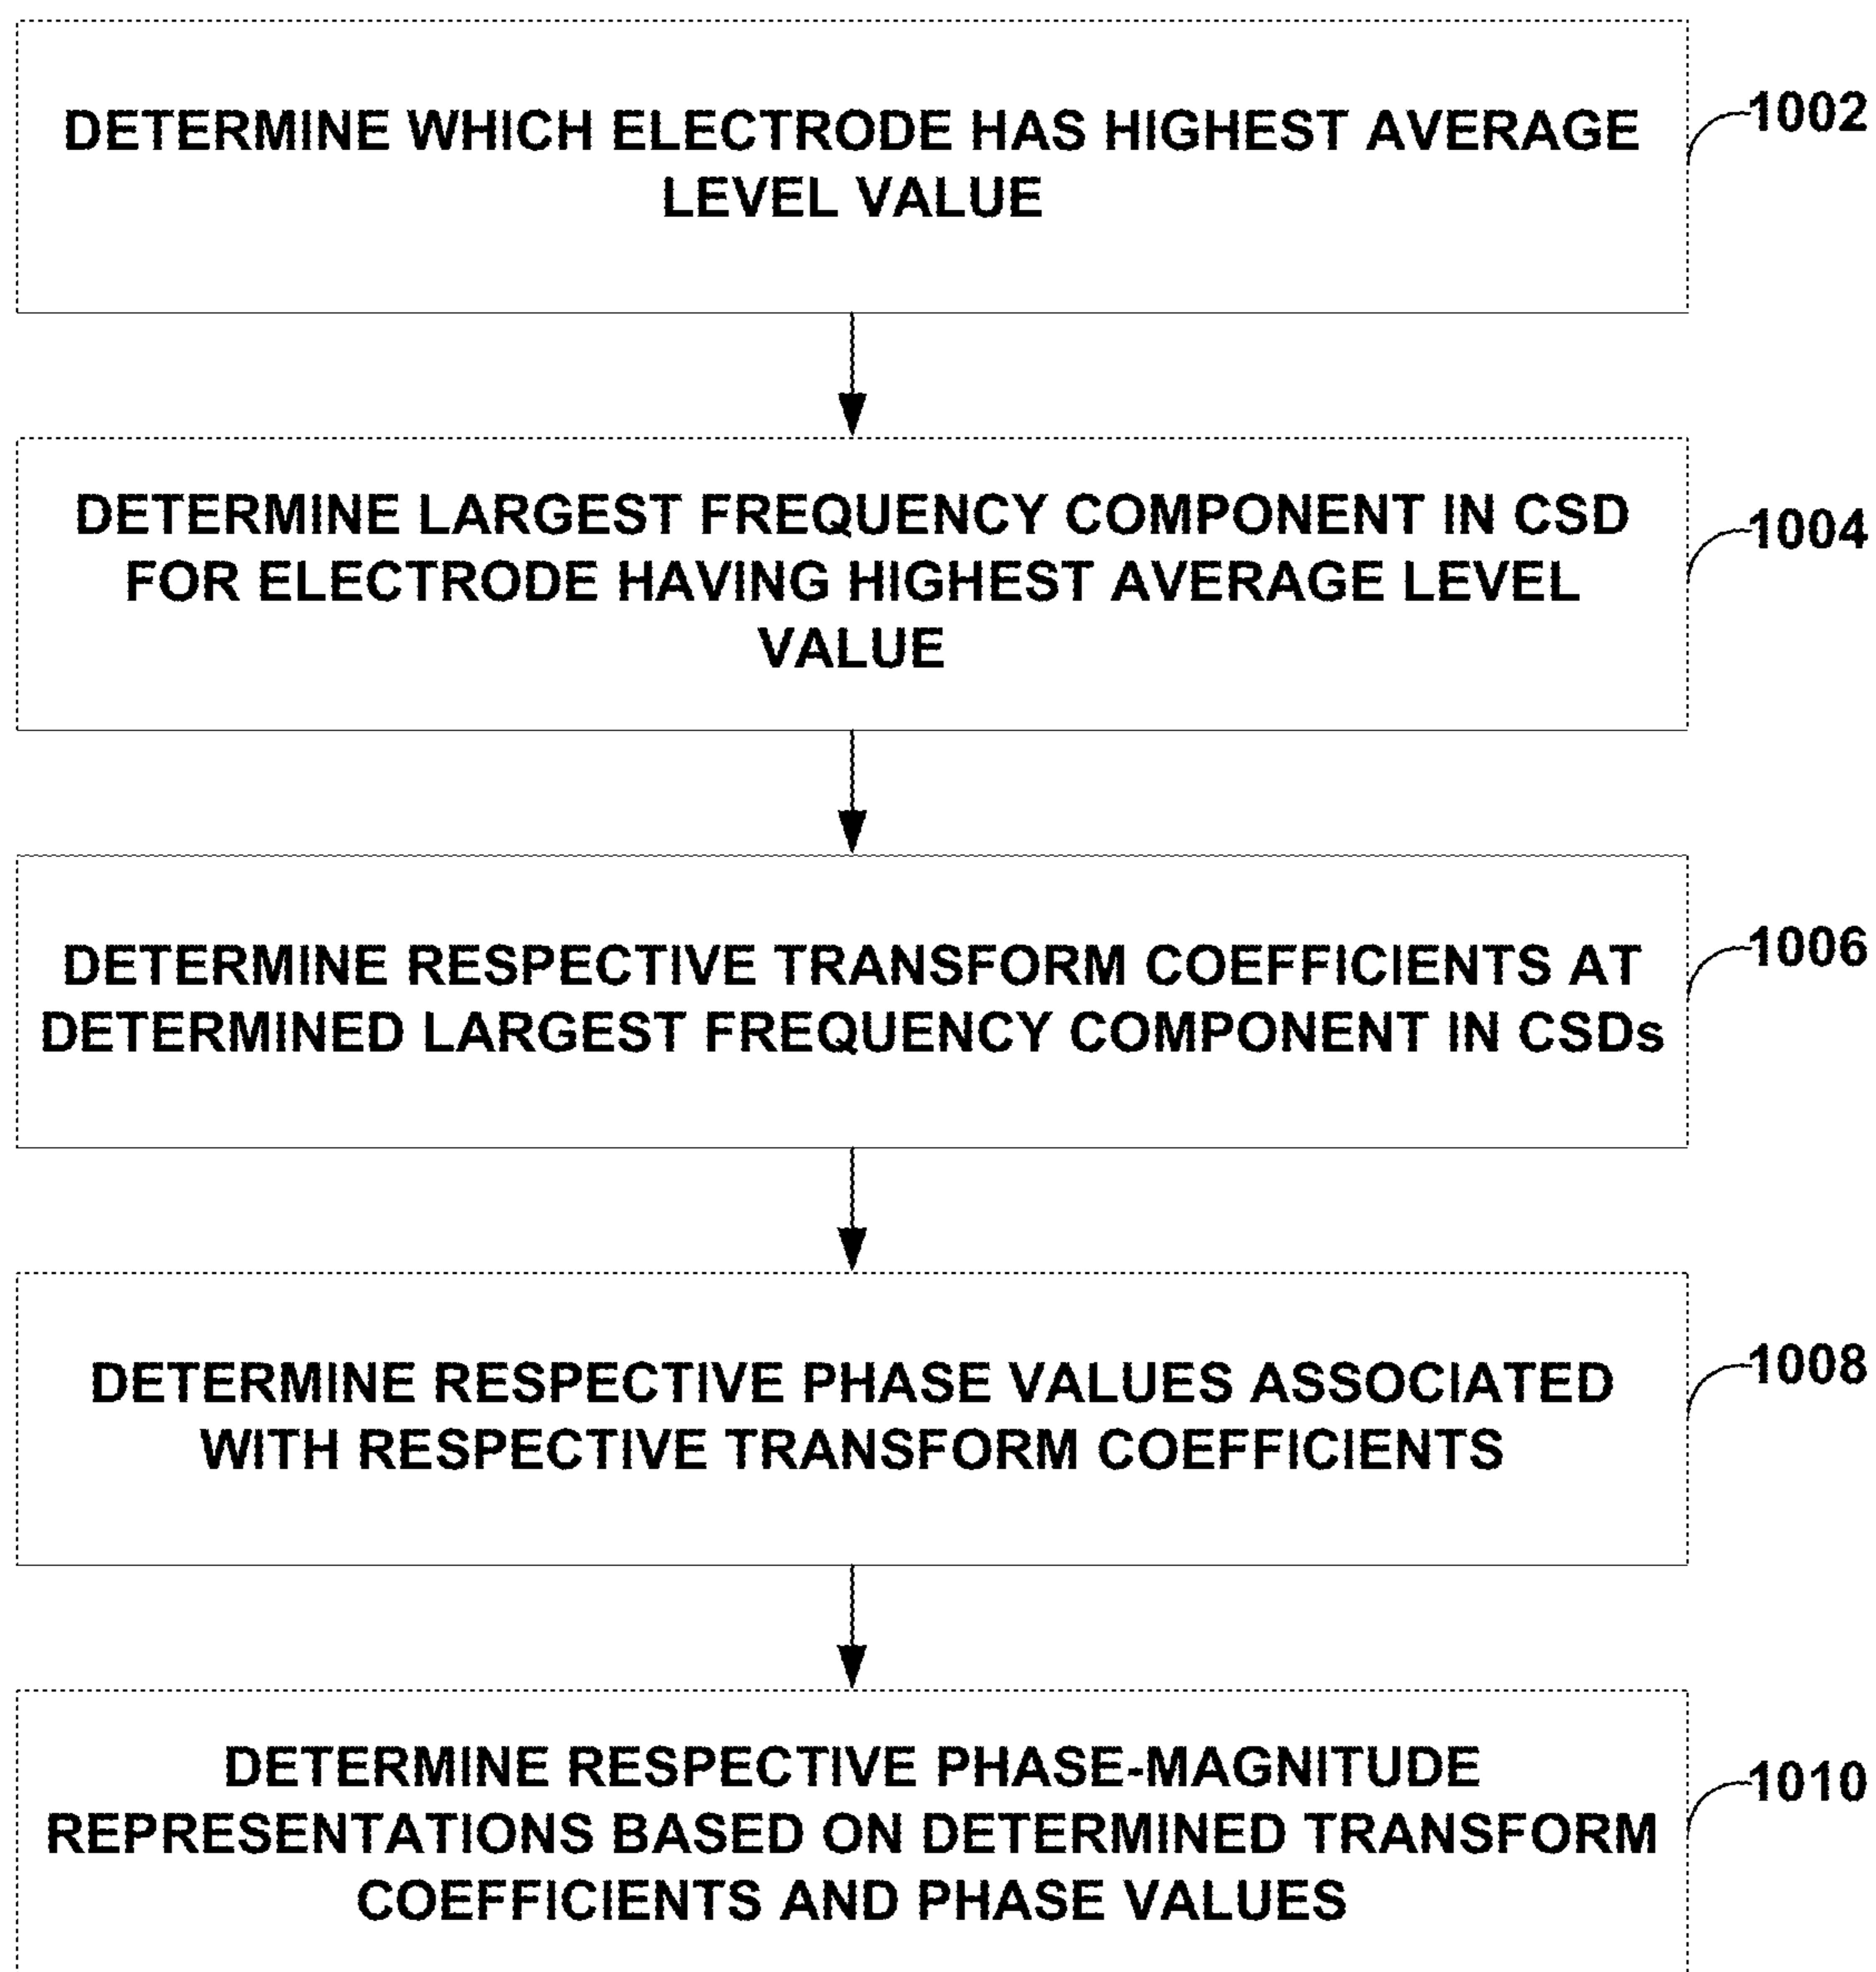 DETERMINE WHICH ELECTRODE HAS HIGHEST AVERAGE
LEVEL VALUE
1002
DETERMINE LARGEST FREQUENCY COMPONENT IN CSD
FOR ELECTRODE HAVING HIGHEST AVERAGE LEVEL
VALUE
1004
DETERMINE RESPECTIVE TRANSFORM COEFFICIENTS AT
DETERMINED LARGEST FREQUENCY COMPONENT IN CSDs
1006
DETERMINE RESPECTIVE PHASE VALUES ASSOCIATED
WITH RESPECTIVE TRANSFORM COEFFICIENTS
1008
DETERMINE RESPECTIVE PHASE-MAGNITUDE
REPRESENTATIONS BASED ON DETERMINED TRANSFORM
COEFFICIENTS AND PHASE VALUES
1010